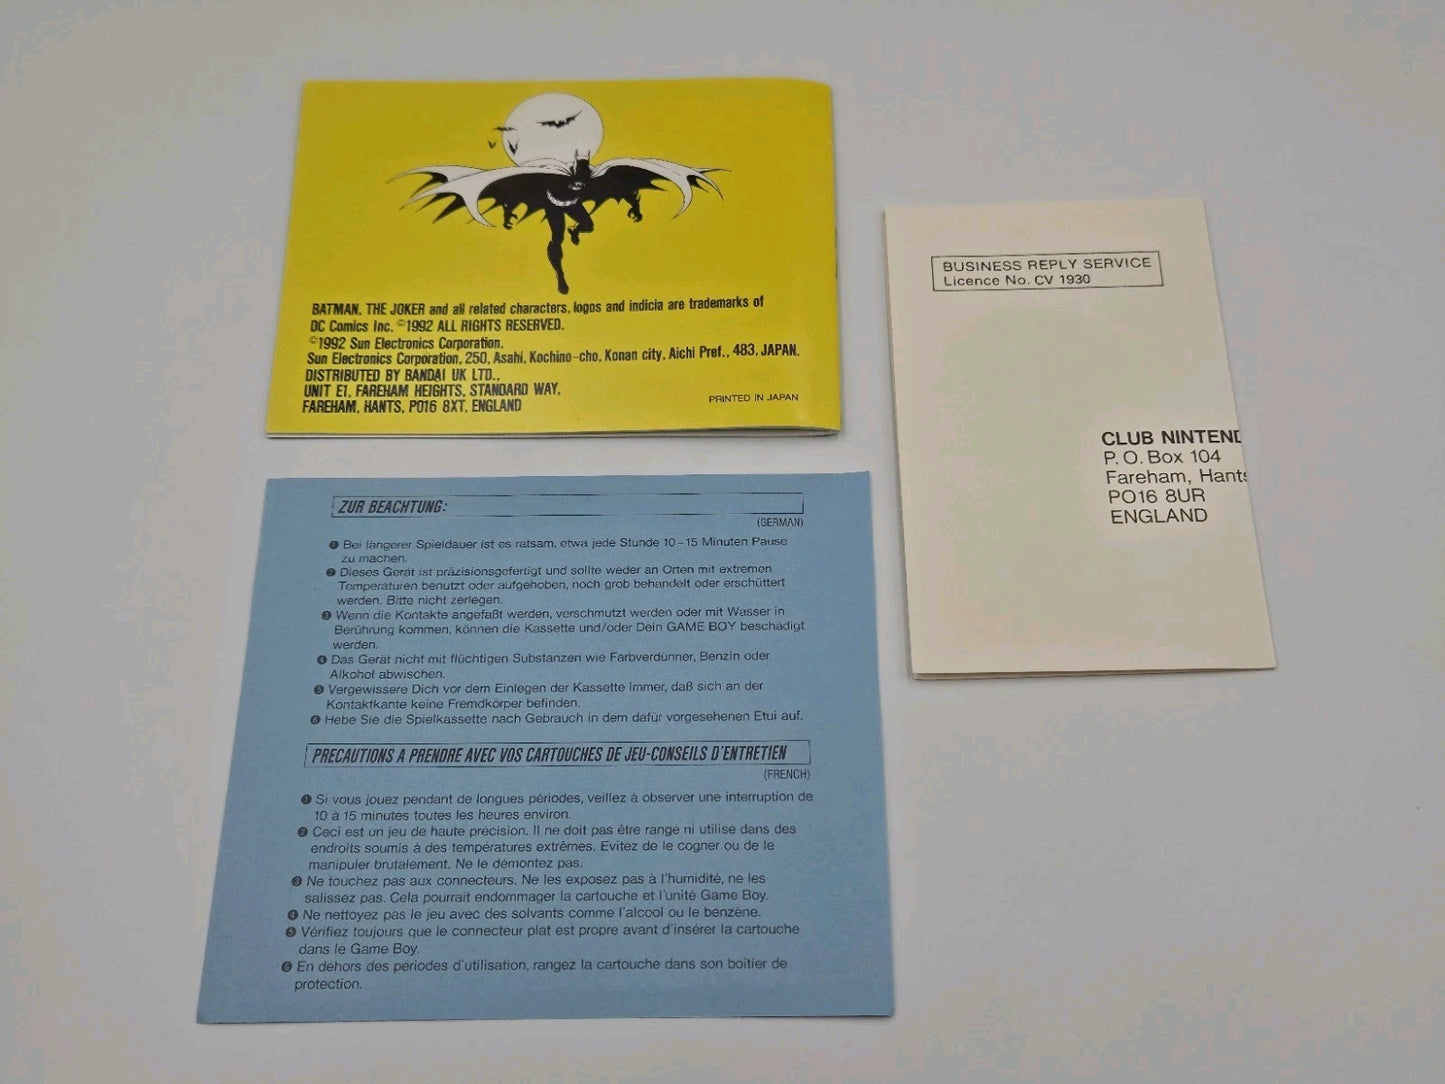 BATMAN, THE JOKER and all related characters, logos and indicia are trademarks of
DC Comics Inc. ©1992 ALL RIGHTS RESERVED.
©1992 Sun Electronics Corporation.
Sun Electronics Corporation, 250, Asahi, Kochino-cho, Konan city, Aichi Pref., 483, JAPAN.
DISTRIBUTED BY BANDAI UK LTD.,
UNIT E1, FAREHAM HEIGHTS, STANDARD WAY,
FAREHAM, HANTS, PO16 8XT, ENGLAND
PRINTED IN JAPAN
BUSINESS REPLY SERVICE
Licence No. CV 1930
CLUB NINTEND
P.O. Box 104
Fareham, Hants
PO16 8UR
ENGLAND
ZUR BEACHTUNG:
(GERMAN)
❶ Bei längerer Spieldauer ist es ratsam, etwa jede Stunde 10-15 Minuten Pause
zu machen.
❷ Dieses Gerät ist präzisionsgefertigt und sollte weder an Orten mit extremen
Temperaturen benutzt oder aufgehoben, noch grob behandelt oder erschüttert
werden. Bitte nicht zerlegen.
❸ Wenn die Kontakte angefaßt werden, verschmutzt werden oder mit Wasser in
Berührung kommen, können die Kassette und/oder Dein GAME BOY beschädigt
werden.
❹ Das Gerät nicht mit flüchtigen Substanzen wie Farbverdünner, Benzin oder
Alkohol abwischen.
❺ Vergewissere Dich vor dem Einlegen der Kassette immer, daß sich an der
Kontaktkante keine Fremdkörper befinden.
❻ Hebe Sie die Spielkassette nach Gebrauch in dem dafür vorgesehenen Etui auf.
PRECAUTIONS A PRENDRE AVEC VOS CARTOUCHES DE JEU-CONSEILS D'ENTRETIEN
(FRENCH)
❶ Si vous jouez pendant de longues périodes, veillez à observer une interruption de
10 à 15 minutes toutes les heures environ.
❷ Ceci est un jeu de haute précision. Il ne doit pas être rangé ni utilisé dans des
endroits soumis à des températures extrêmes. Evitez de le cogner ou de le
manipuler brutalement. Ne le démontez pas.
❸ Ne touchez pas aux connecteurs. Ne les exposez pas à l'humidité, ne les
salissez pas. Cela pourrait endommager la cartouche et l'unité Game Boy.
❹ Ne nettoyez pas le jeu avec des solvants comme l'alcool ou le benzène.
❺ Vérifiez toujours que le connecteur plat est propre avant d'insérer la cartouche
dans le Game Boy.
❻ En dehors des périodes d'utilisation, rangez la cartouche dans son boîtier de
protection.